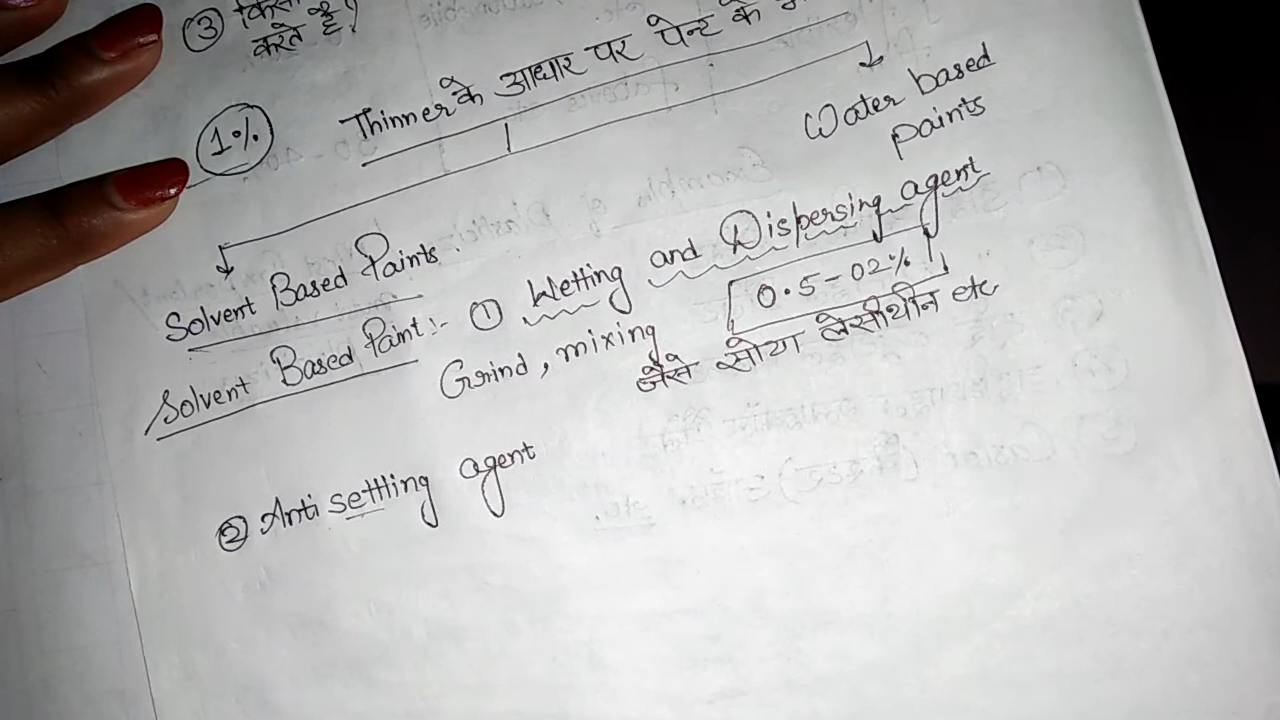 ③ किस
करते है?
1% Thinner के आधार पर पेन्ट के
Water based
paints
Solvent Based Paints.
Solvent Based Paint:- ① Wetting and Dispersing agent
0.5-02%
Grind, mixing
जैसे सोया लेसीथीन etc
② Anti settling agent